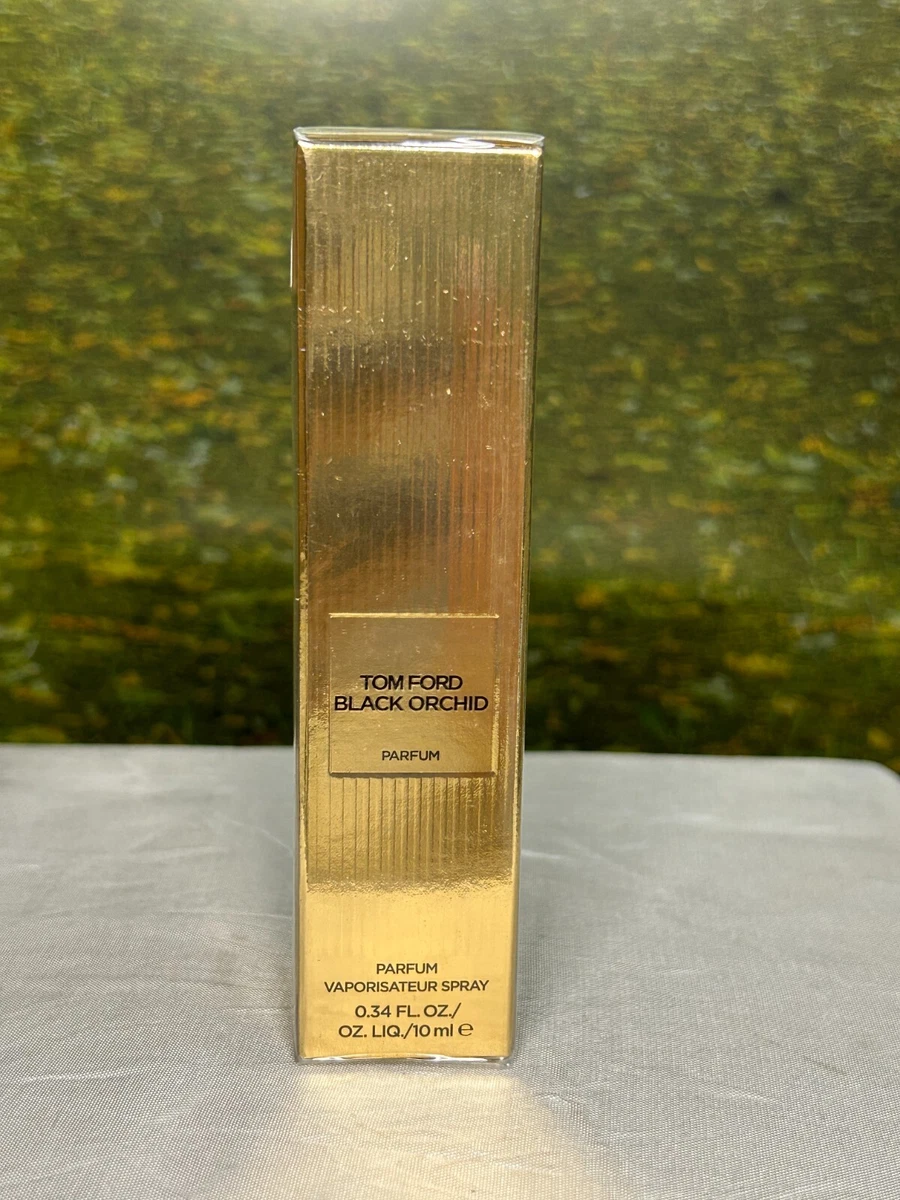 TOM FORD
BLACK ORCHID
PARFUM
PARFUM
VAPORISATEUR SPRAY
0.34 FL. OZ./
OZ. LIQ./10 ml ℮